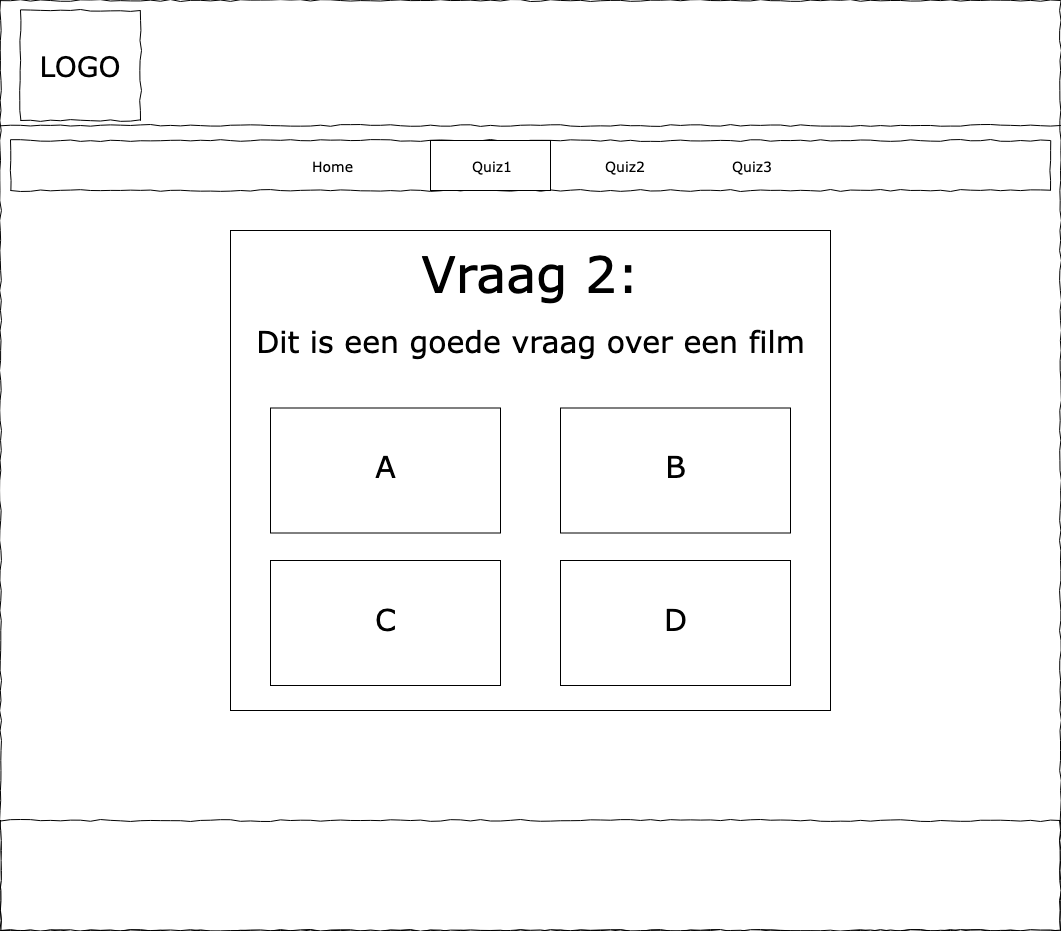 LOGO
Home Quiz1 Quiz2 Quiz3
Vraag 2:
Dit is een goede vraag over een film
A B
C D